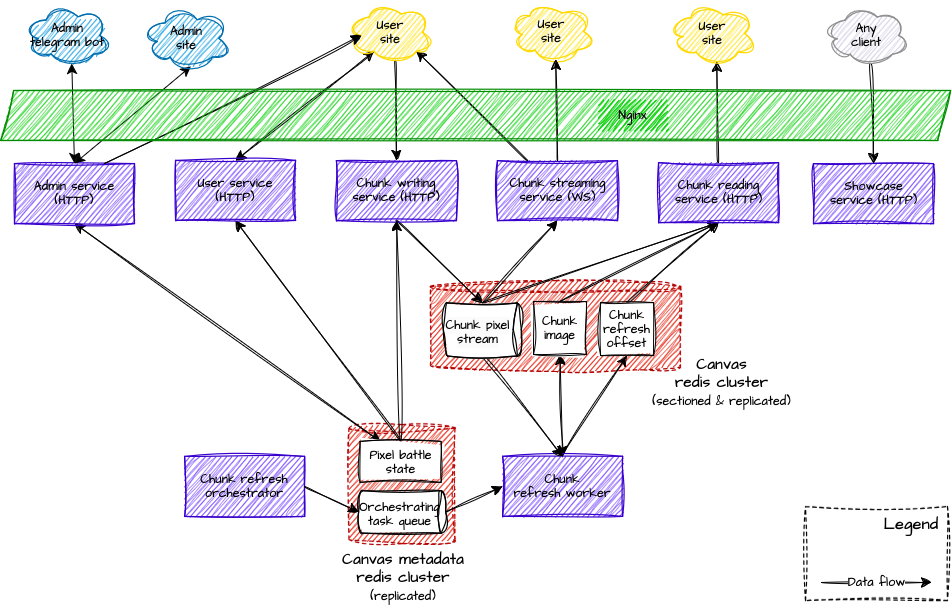 Admin
telegram bot
Admin
site
User
site
User
site
User
site
Any
client
Nginx
Admin service
(HTTP)
User service
(HTTP)
Chunk writing
service (HTTP)
Chunk streaming
service (WS)
Chunk reading
service (HTTP)
Showcase
service (HTTP)
Chunk pixel
stream
Chunk
image
Chunk
refresh
offset
Canvas
redis cluster
(sectioned & replicated)
Pixel battle
state
Chunk refresh
orchestrator
Orchestrating
task queue
Chunk
refresh worker
Canvas metadata
redis cluster
(replicated)
Legend
Data flow